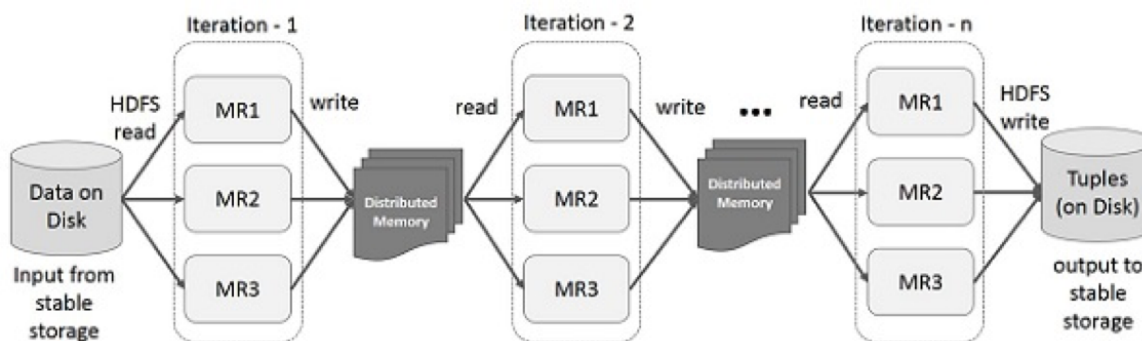 Iteration - 1
Iteration - 2
Iteration - n
HDFS
read
MR1
write
read
MR1
write
...
read
MR1
HDFS
write
Data on
Disk
MR2
Distributed
Memory
MR2
Distributed
Memory
MR2
Tuples
(on Disk)
Input from
stable
storage
MR3
MR3
MR3
output to
stable
storage